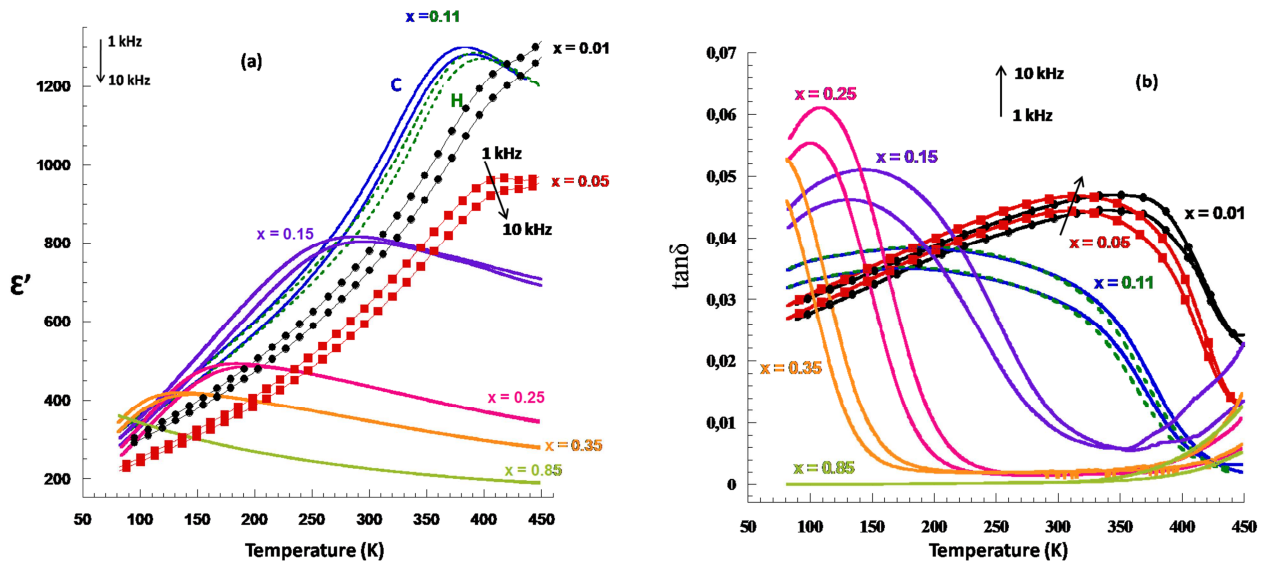 x = 0.11
1 kHz
10 kHz
(a)
x = 0.01
C
H
1 kHz
10 kHz
x = 0.05
x = 0.15
x = 0.25
x = 0.35
x = 0.85
ε’
1200
1000
800
600
400
200
50 100 150 200 250 300 350 400 450
Temperature (K)
0,07
0,06
0,05
0,04
0,03
0,02
0,01
0
tanδ
10 kHz
1 kHz
(b)
x = 0.25
x = 0.15
x = 0.01
x = 0.05
x = 0.11
x = 0.35
x = 0.85
50 100 150 200 250 300 350 400 450
Temperature (K)